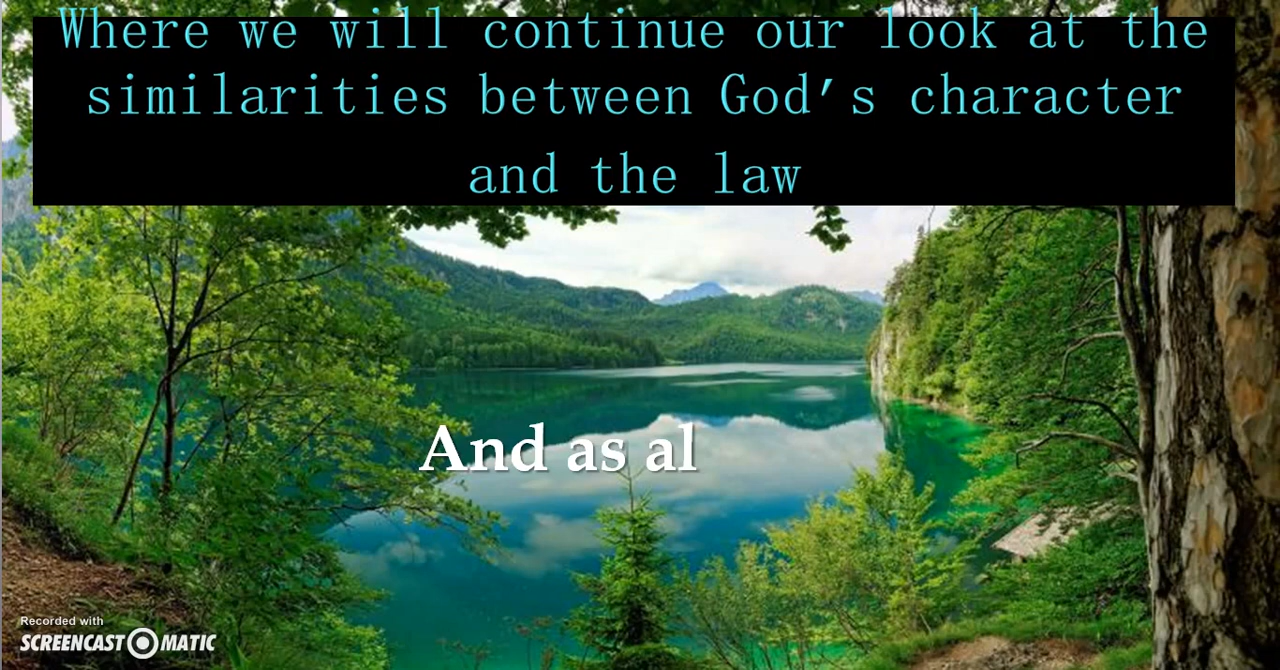 Where we will continue our look at the
similarities between God's character
and the law
And as al
Recorded with
SCREENCAST MATIC